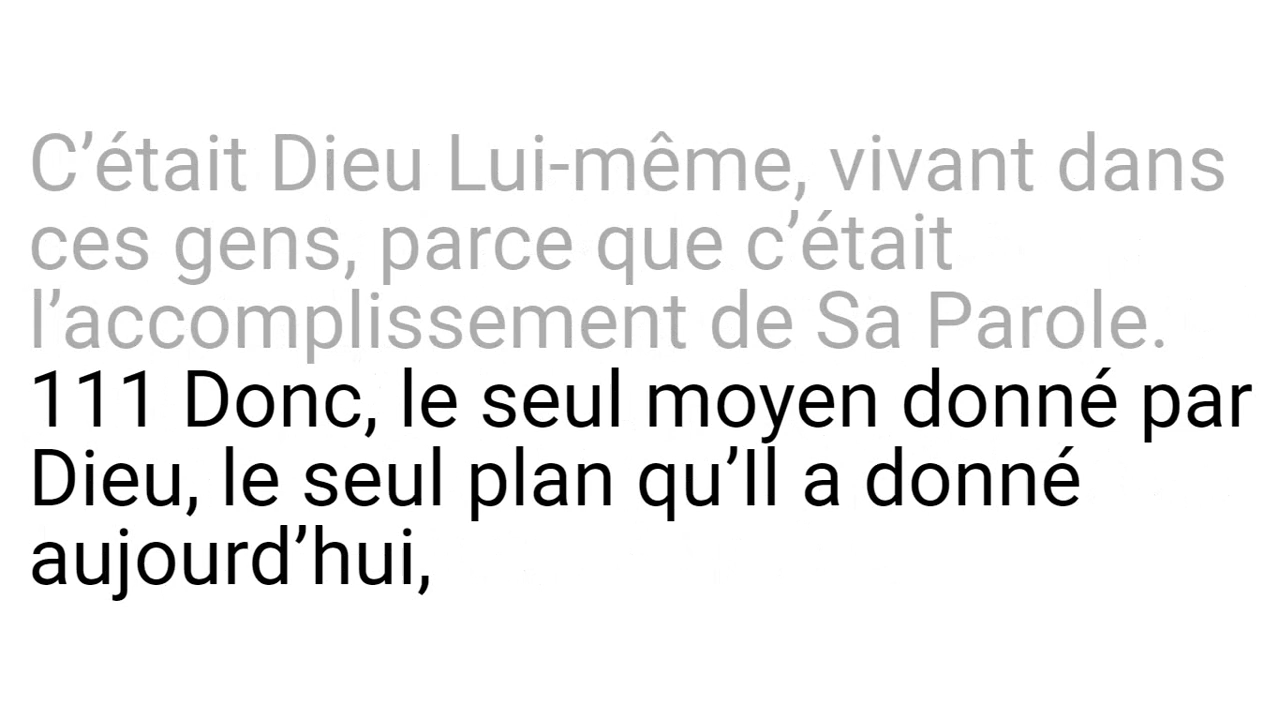 C’était Dieu Lui-même, vivant dans
ces gens, parce que c’était
l’accomplissement de Sa Parole.
111 Donc, le seul moyen donné par
Dieu, le seul plan qu’Il a donné
aujourd’hui,